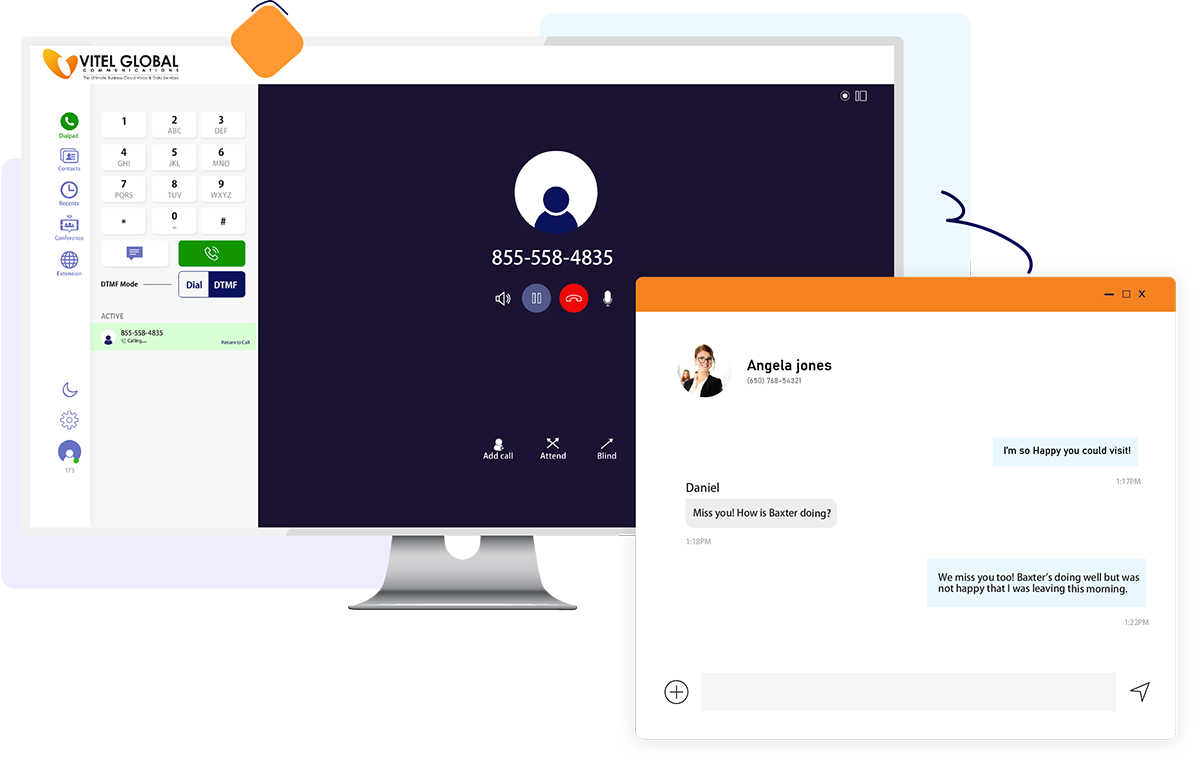 VITEL GLOBAL
COMMUNICATIONS
The Ultimate Business Cloud Voice & Data Services
Dialpad
Contacts
Recents
Conference
Extension
173
1
2
ABC
3
DEF
4
GHI
5
JKL
6
MNO
7
PQRS
8
TUV
9
WXYZ
*
0
+
#
DTMF Mode
Dial
DTMF
ACTIVE
855-558-4835
Calling....
Return to Call
855-558-4835
Add call
Attend
Blind
X
Angela jones
(650) 768-54321
I'm so Happy you could visit!
1:17PM
Daniel
Miss you! How is Baxter doing?
1:18PM
We miss you too! Baxter's doing well but was
not happy that I was leaving this morning.
1:22PM